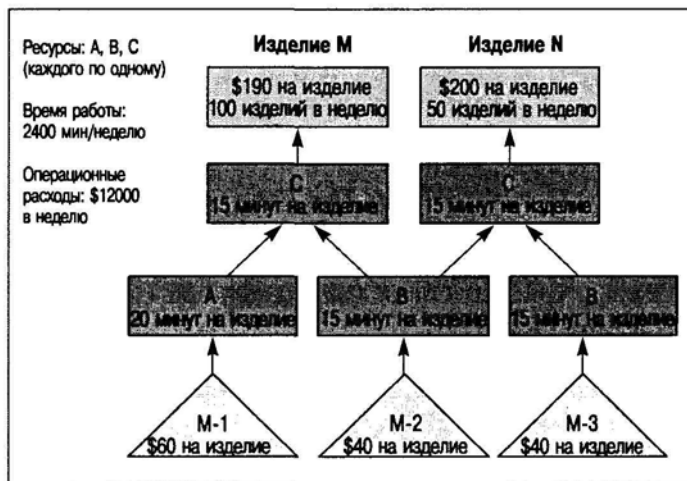 Ресурсы: А, В, С
(каждого по одному)
Время работы:
2400 мин/неделю
Операционные
расходы: $12000
в неделю
Изделие М
$190 на изделие
100 изделий в неделю
С
15 минут на изделие
Изделие N
$200 на изделие
50 изделий в неделю
С
15 минут на изделие
А
20 минут на изделие
В
15 минут на изделие
В
15 минут на изделие
М-1
$60 на изделие
М-2
$40 на изделие
М-3
$40 на изделие